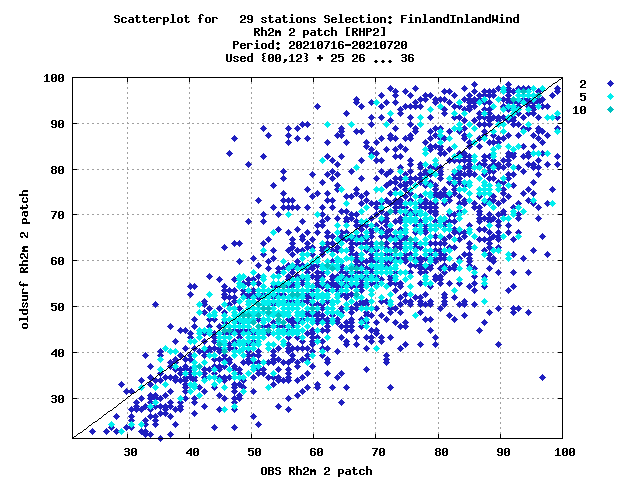 Scatterplot for   29 stations Selection: FinlandInlandWind
Rh2m 2 patch [RHP2]
Period: 20210716-20210720
Used {00,12} + 25 26 ... 36
2
5
10
100
90
80
70
60
50
40
30
oldsurf Rh2m 2 patch
30 40 50 60 70 80 90 100
OBS Rh2m 2 patch